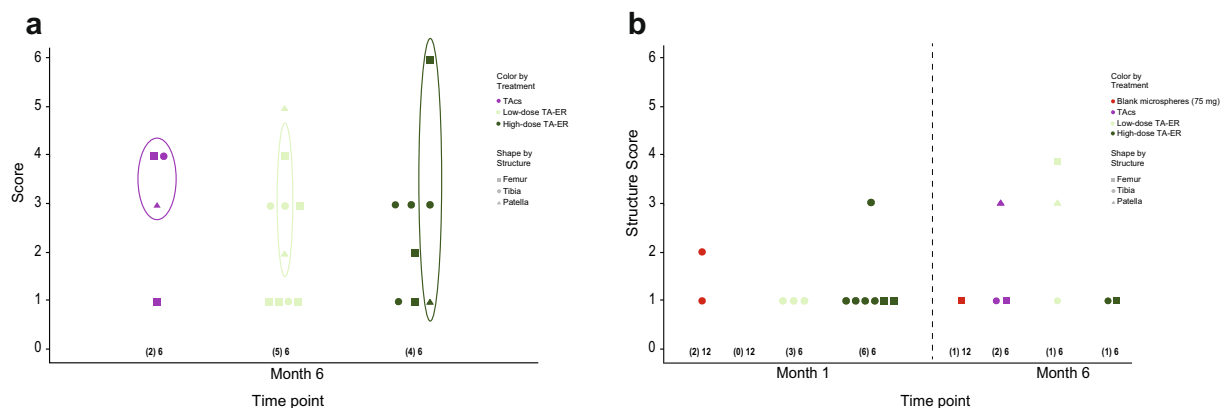 a
Score
6
5
4
3
2
1
0
(2) 6
(5) 6
(4) 6
Month 6
Time point
Color by
Treatment
TAcs
Low-dose TA-ER
High-dose TA-ER
Shape by
Structure
Femur
Tibia
Patella
b
Structure Score
6
5
4
3
2
1
0
(2) 12
(0) 12
(3) 6
(6) 6
(1) 12
(2) 6
(1) 6
(1) 6
Month 1
Month 6
Time point
Color by
Treatment
Blank microspheres (75 mg)
TAcs
Low-dose TA-ER
High-dose TA-ER
Shape by
Structure
Femur
Tibia
Patella